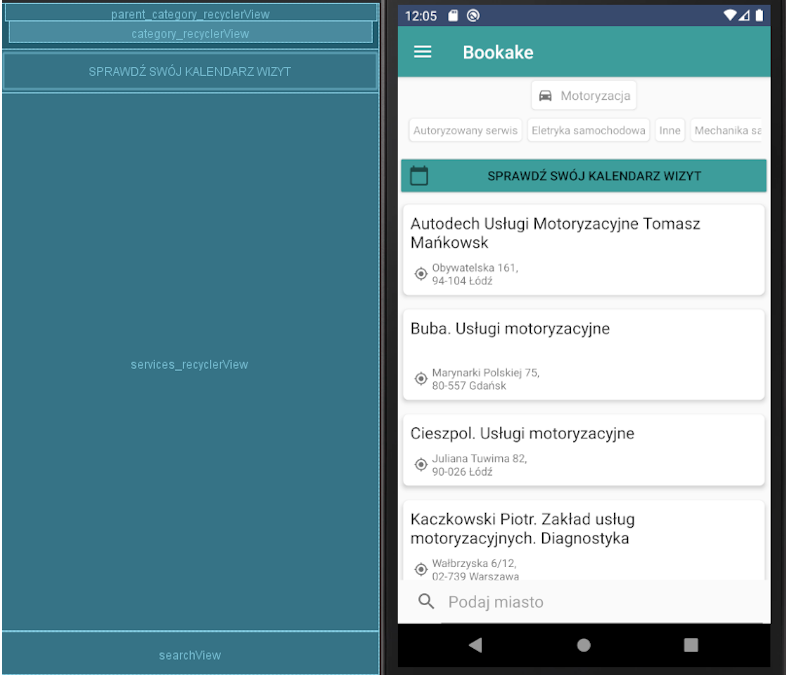 parent_category_recyclerView
category_recyclerView
SPRAWDŹ SWÓJ KALENDARZ WIZYT
services_recyclerView
searchView
12:05
Bookake
Motoryzacja
Autoryzowany serwis Eletryka samochodowa Inne Mechanika sa
SPRAWDŹ SWÓJ KALENDARZ WIZYT
Autodech Usługi Motoryzacyjne Tomasz
Mańkowsk
Obywatelska 161,
94-104 Łódź
Buba. Usługi motoryzacyjne
Marynarki Polskiej 75,
80-557 Gdańsk
Cieszpol. Usługi motoryzacyjne
Juliana Tuwima 82,
90-026 Łódź
Kaczkowski Piotr. Zakład usług
motoryzacyjnych. Diagnostyka
Wałbrzyska 6/12,
02-739 Warszawa
Podaj miasto